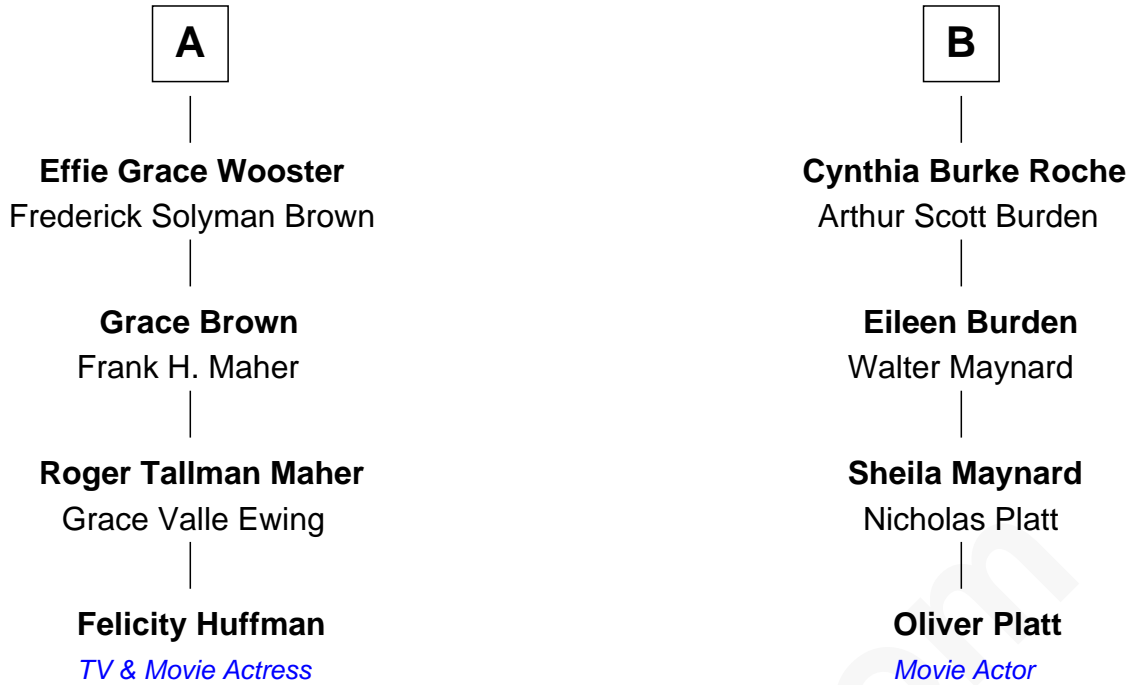 A
Effie Grace Wooster
Frederick Solyman Brown
Grace Brown
Frank H. Maher
Roger Tallman Maher
Grace Valle Ewing
Felicity Huffman
TV & Movie Actress
B
Cynthia Burke Roche
Arthur Scott Burden
Eileen Burden
Walter Maynard
Sheila Maynard
Nicholas Platt
Oliver Platt
Movie Actor